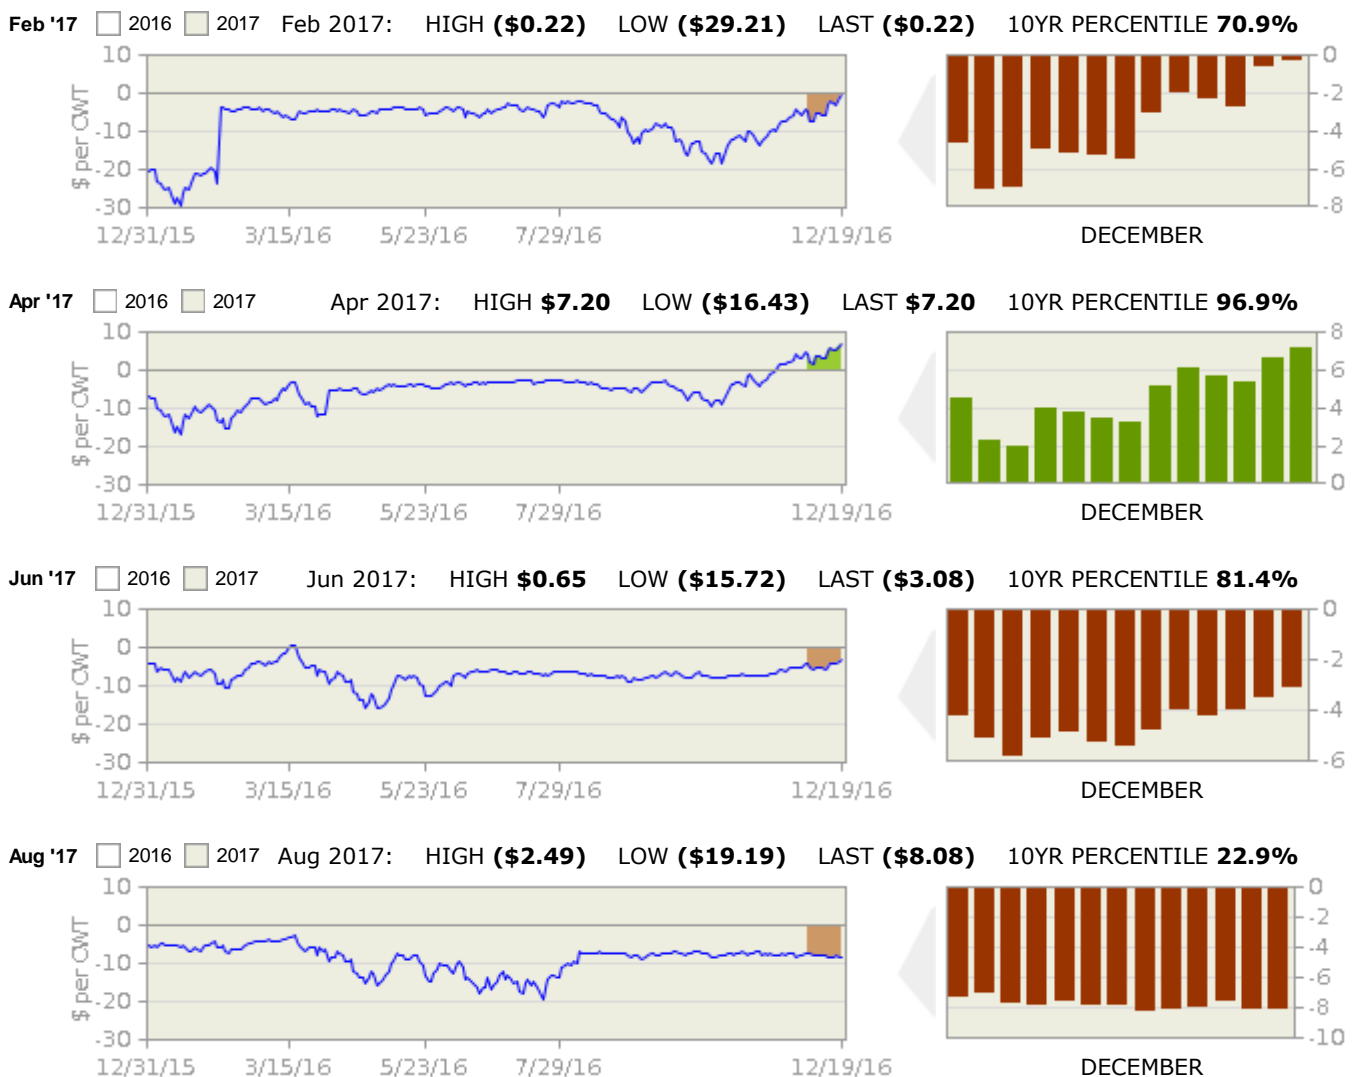 Feb '17 2016 2017 Feb 2017: HIGH ($0.22) LOW ($29.21) LAST ($0.22) 10YR PERCENTILE 70.9%
10
0
-10
-20
-30
$ per CWT
12/31/15 3/15/16 5/23/16 7/29/16 12/19/16
0
-2
-4
-6
-8
DECEMBER
Apr '17 2016 2017 Apr 2017: HIGH $7.20 LOW ($16.43) LAST $7.20 10YR PERCENTILE 96.9%
10
0
-10
-20
-30
$ per CWT
12/31/15 3/15/16 5/23/16 7/29/16 12/19/16
8
6
4
2
0
DECEMBER
Jun '17 2016 2017 Jun 2017: HIGH $0.65 LOW ($15.72) LAST ($3.08) 10YR PERCENTILE 81.4%
10
0
-10
-20
-30
$ per CWT
12/31/15 3/15/16 5/23/16 7/29/16 12/19/16
0
-2
-4
-6
DECEMBER
Aug '17 2016 2017 Aug 2017: HIGH ($2.49) LOW ($19.19) LAST ($8.08) 10YR PERCENTILE 22.9%
10
0
-10
-20
-30
$ per CWT
12/31/15 3/15/16 5/23/16 7/29/16 12/19/16
0
-2
-4
-6
-8
-10
DECEMBER